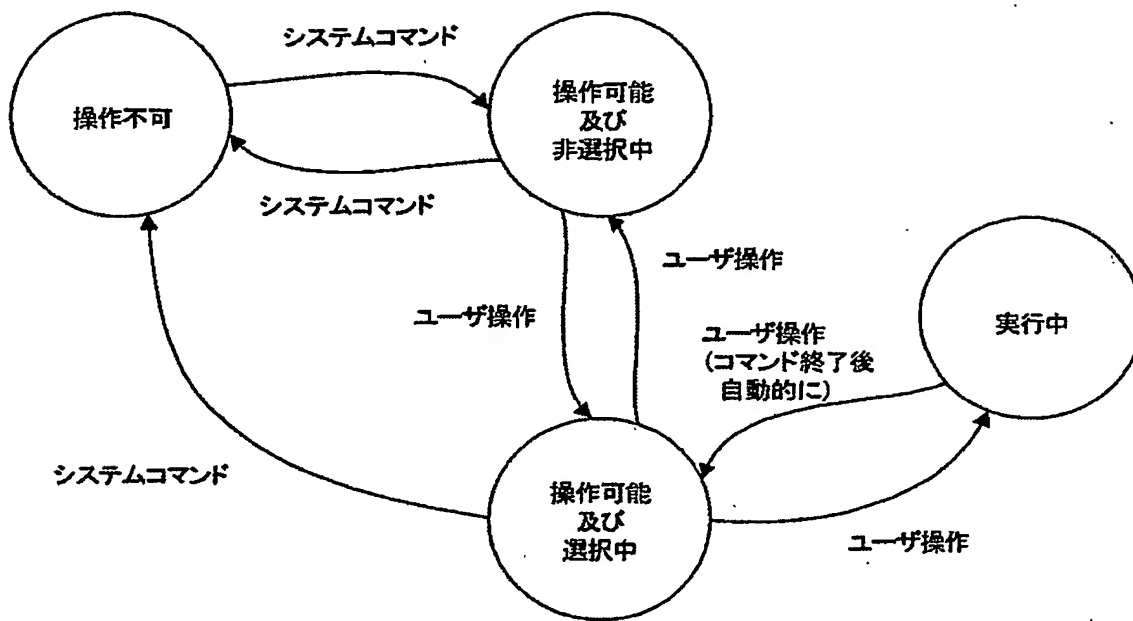 システムコマンド
操作不可
操作可能
及び
非選択中
システムコマンド
ユーザ操作
ユーザ操作
実行中
ユーザ操作
(コマンド終了後
自動的に)
システムコマンド
操作可能
及び
選択中
ユーザ操作